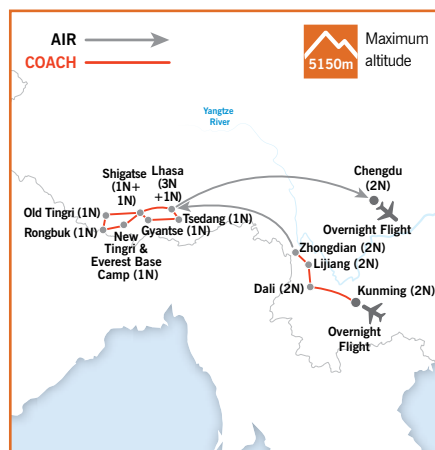 AIR
COACH
5150m
Maximum
altitude
Yangtze
River
Chengdu
(2N)
Overnight
Flight
Shigatse
(1N+
1N)
Lhasa
(3N
+1N)
Old Tingri (1N)
Tsedang (1N)
Rongbuk (1N)
Gyantse (1N)
New
Tingri &
Everest Base
Camp (1N)
Zhongdian (2N)
Lijiang (2N)
Dali (2N)
Kunming (2N)
Overnight
Flight